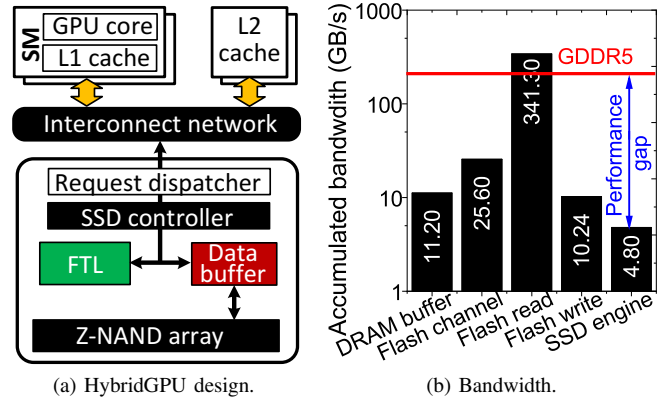 SM
GPU core
L1 cache
L2
cache
Interconnect network
Request dispatcher
SSD controller
FTL
Data
buffer
Z-NAND array
(a) HybridGPU design.
Accumulated bandwdith (GB/s)
1000
100
10
1
GDDR5
Performance
gap
11.20
25.60
341.30
10.24
4.80
DRAM buffer
Flash channel
Flash read
Flash write
SSD engine
(b) Bandwidth.